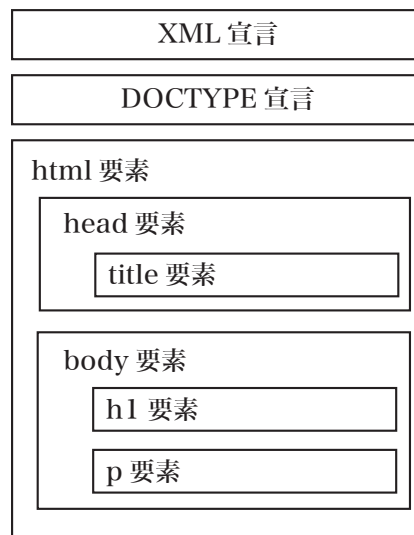 XML 宣言
DOCTYPE 宣言
html 要素
head 要素
title 要素
body 要素
h1 要素
p 要素